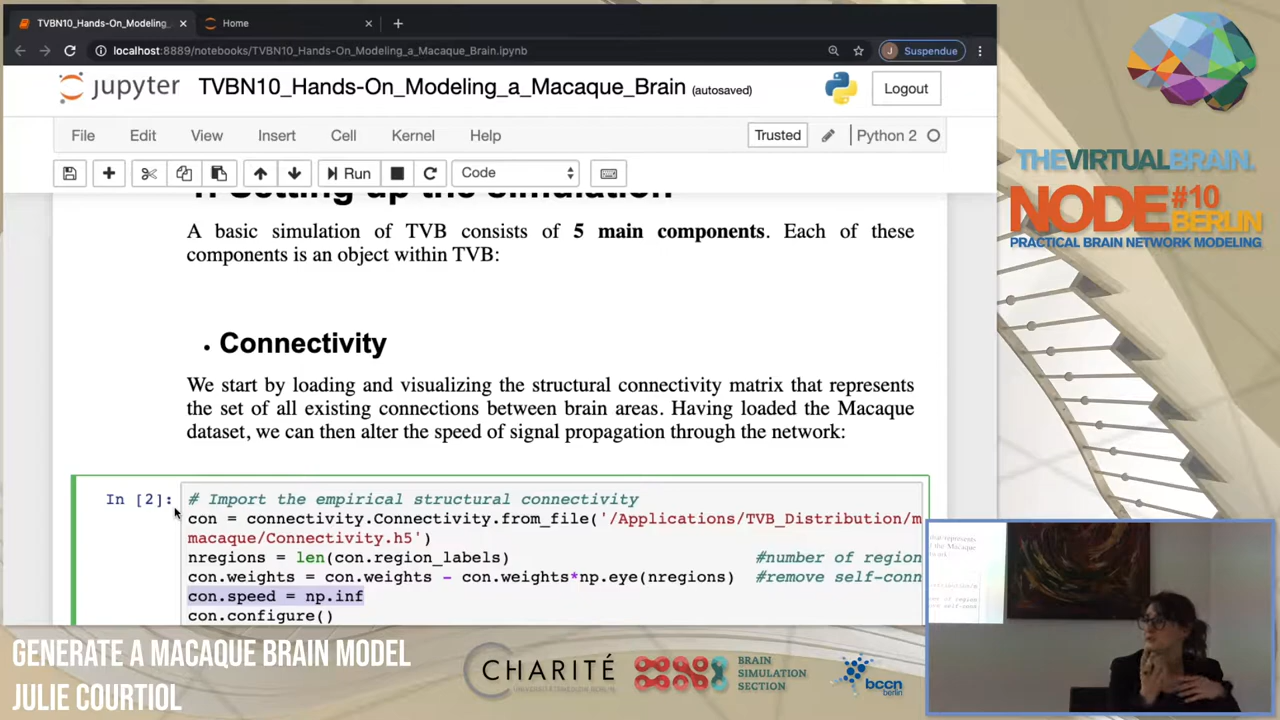 TVBN10_Hands-On_Modeling_
Home
localhost:8889/notebooks/TVBN10_Hands-On_Modeling_a_Macaque_Brain.ipynb
J
Suspendue
jupyter
TVBN10_Hands-On_Modeling_a_Macaque_Brain (autosaved)
Logout
File Edit View Insert Cell Kernel Help
Trusted
Python 2
Run
Code
1. Setting up the simulation
A basic simulation of TVB consists of 5 main components. Each of these
components is an object within TVB:
• Connectivity
We start by loading and visualizing the structural connectivity matrix that represents
the set of all existing connections between brain areas. Having loaded the Macaque
dataset, we can then alter the speed of signal propagation through the network:
In [2]:
# Import the empirical structural connectivity
con = connectivity.Connectivity.from_file('/Applications/TVB_Distribution/m
macaque/Connectivity.h5')
nregions = len(con.region_labels) #number of region
con.weights = con.weights - con.weights*np.eye(nregions) #remove self-conn
con.speed = np.inf
con.configure()
THEVIRTUALBRAIN.
NODE #10
BERLIN
PRACTICAL BRAIN NETWORK MODELING
GENERATE A MACAQUE BRAIN MODEL
JULIE COURTIOL
CHARITÉ
BRAIN
SIMULATION
SECTION
bccn
berlin